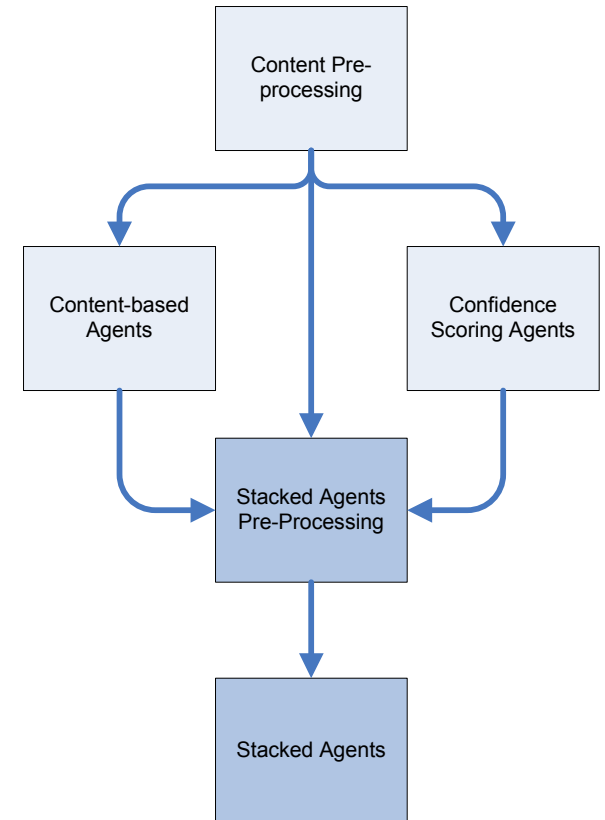 Content Pre-
processing
Content-based
Agents
Confidence
Scoring Agents
Stacked Agents
Pre-Processing
Stacked Agents